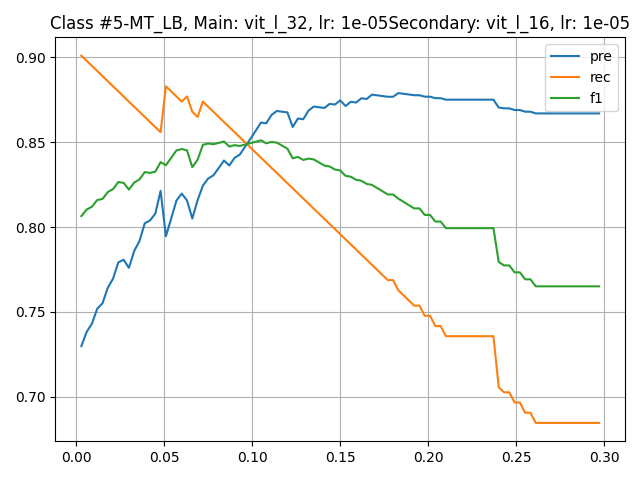 Class #5-MT_LB, Main: vit_l_32, lr: 1e-05Secondary: vit_l_16, lr: 1e-05
pre
rec
f1
0.90
0.85
0.80
0.75
0.70
0.00 0.05 0.10 0.15 0.20 0.25 0.30